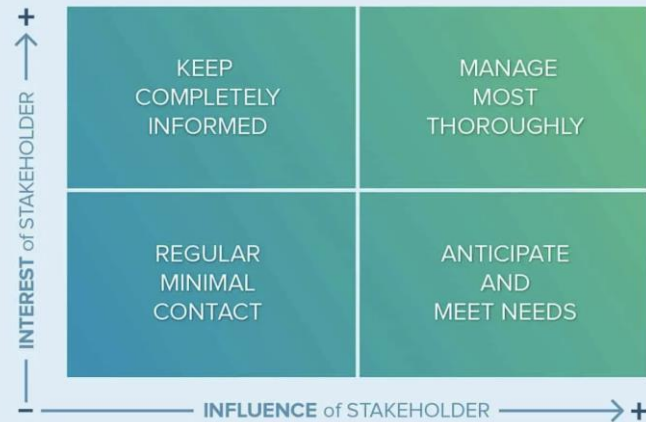 +
INTEREST of STAKEHOLDER
KEEP
COMPLETELY
INFORMED
MANAGE
MOST
THOROUGHLY
REGULAR
MINIMAL
CONTACT
ANTICIPATE
AND
MEET NEEDS
−
INFLUENCE of STAKEHOLDER
+